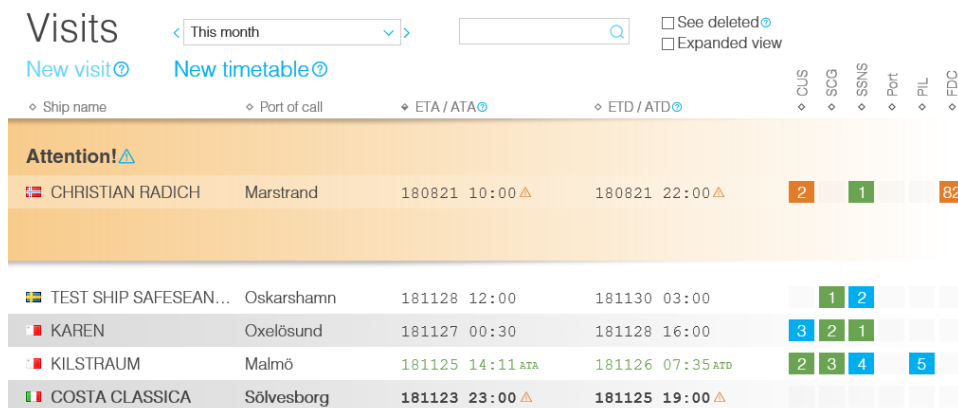 Visits
This month
See deleted
Expanded view
New visit New timetable
Ship name Port of call ETA / ATA ETD / ATD CUS SCG SSNS Port PIL FDC
Attention!
CHRISTIAN RADICH Marstrand 180821 10:00 180821 22:00 2 1 82
TEST SHIP SAFESEAN... Oskarshamn 181128 12:00 181130 03:00 1 2
KAREN Oxelösund 181127 00:30 181128 16:00 3 2 1
KILSTRAUM Malmö 181125 14:11 ATA 181126 07:35 ATD 2 3 4 5
COSTA CLASSICA Sölvesborg 181123 23:00 181125 19:00